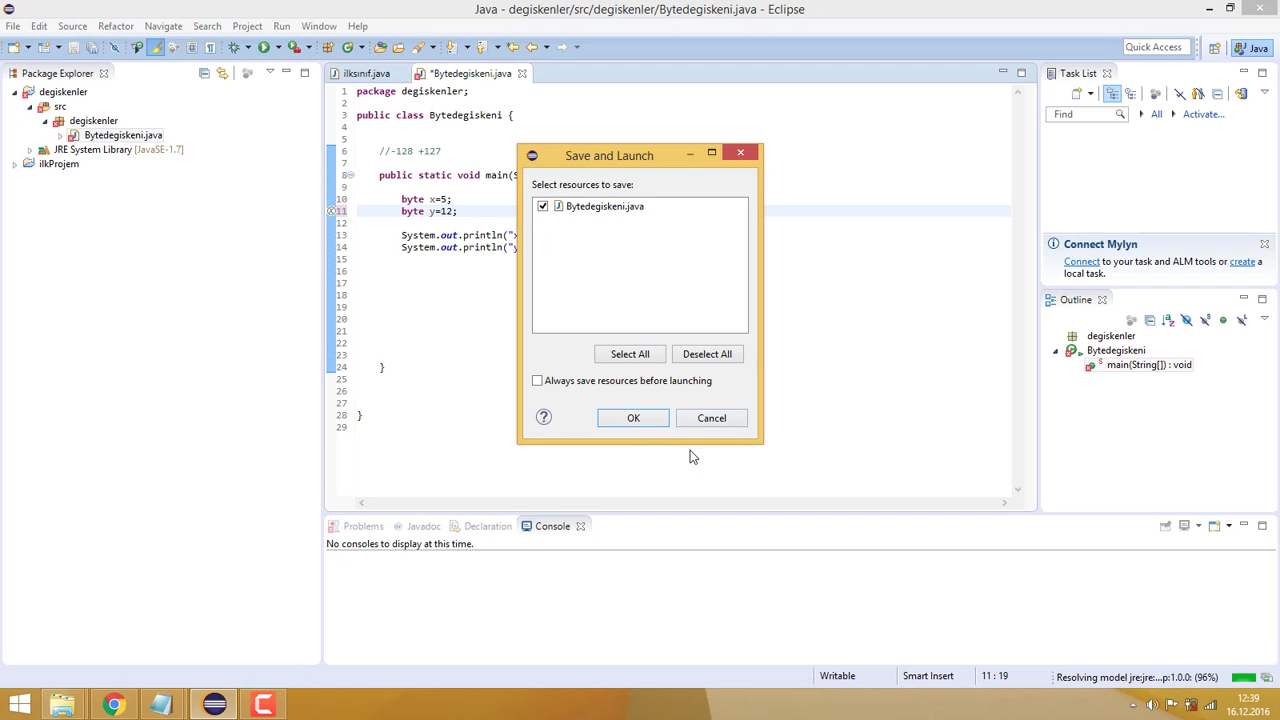 Java - degiskenler/src/degiskenler/Bytedegiskeni.java - Eclipse
File Edit Source Refactor Navigate Search Project Run Window Help
Quick Access
Java
Package Explorer
degiskenler
src
degiskenler
Bytedegiskeni.java
JRE System Library [JavaSE-1.7]
ilkProjem
ilksınıf.java
*Bytedegiskeni.java
1 package degiskenler;
2
3 public class Bytedegiskeni {
4
5
6 //-128 +127
7
8 public static void main(S
9
10 byte x=5;
11 byte y=12;
12
13 System.out.println("x
14 System.out.println("y
15
16
17
18
19
20
21
22
23
24 }
25
26
27
28 }
29
Save and Launch
Select resources to save:
Bytedegiskeni.java
Select All
Deselect All
Always save resources before launching
?
OK
Cancel
Problems
Javadoc
Declaration
Console
No consoles to display at this time.
Task List
Find
All
Activate...
Connect Mylyn
Connect to your task and ALM tools or create a
local task.
Outline
degiskenler
Bytedegiskeni
main(String[]) : void
Writable
Smart Insert
11 : 19
Resolving model jre:jre:...p:1.0.0: (96%)
12:39
16.12.2016